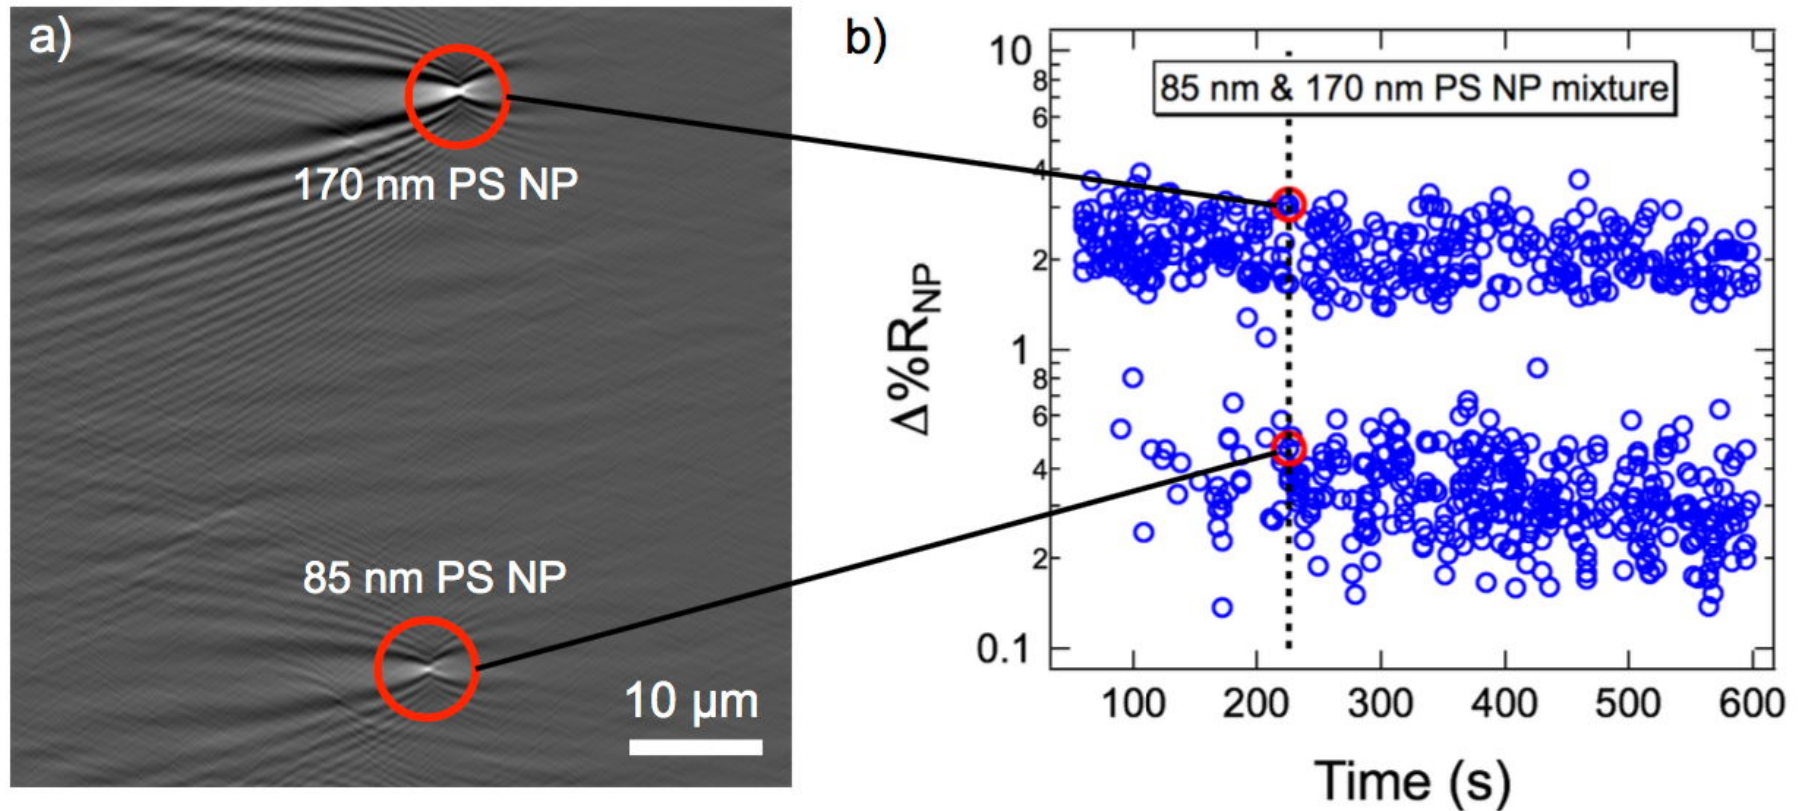 a)
170 nm PS NP
85 nm PS NP
10 µm
b)
85 nm & 170 nm PS NP mixture
10
8
6
4
2
1
8
6
4
2
0.1
Δ%R_NP
100 200 300 400 500 600
Time (s)